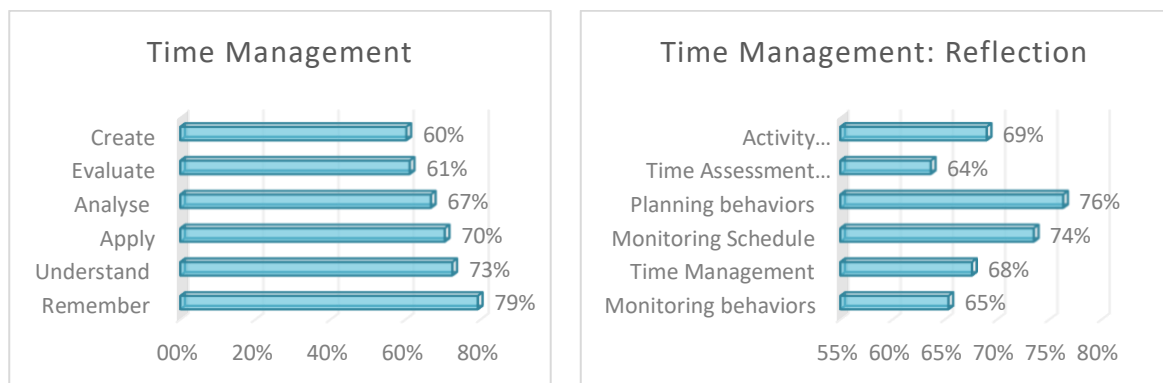 Time Management
Create 60%
Evaluate 61%
Analyse 67%
Apply 70%
Understand 73%
Remember 79%
00% 20% 40% 60% 80%
Time Management: Reflection
Activity... 69%
Time Assessment... 64%
Planning behaviors 76%
Monitoring Schedule 74%
Time Management 68%
Monitoring behaviors 65%
55% 60% 65% 70% 75% 80%